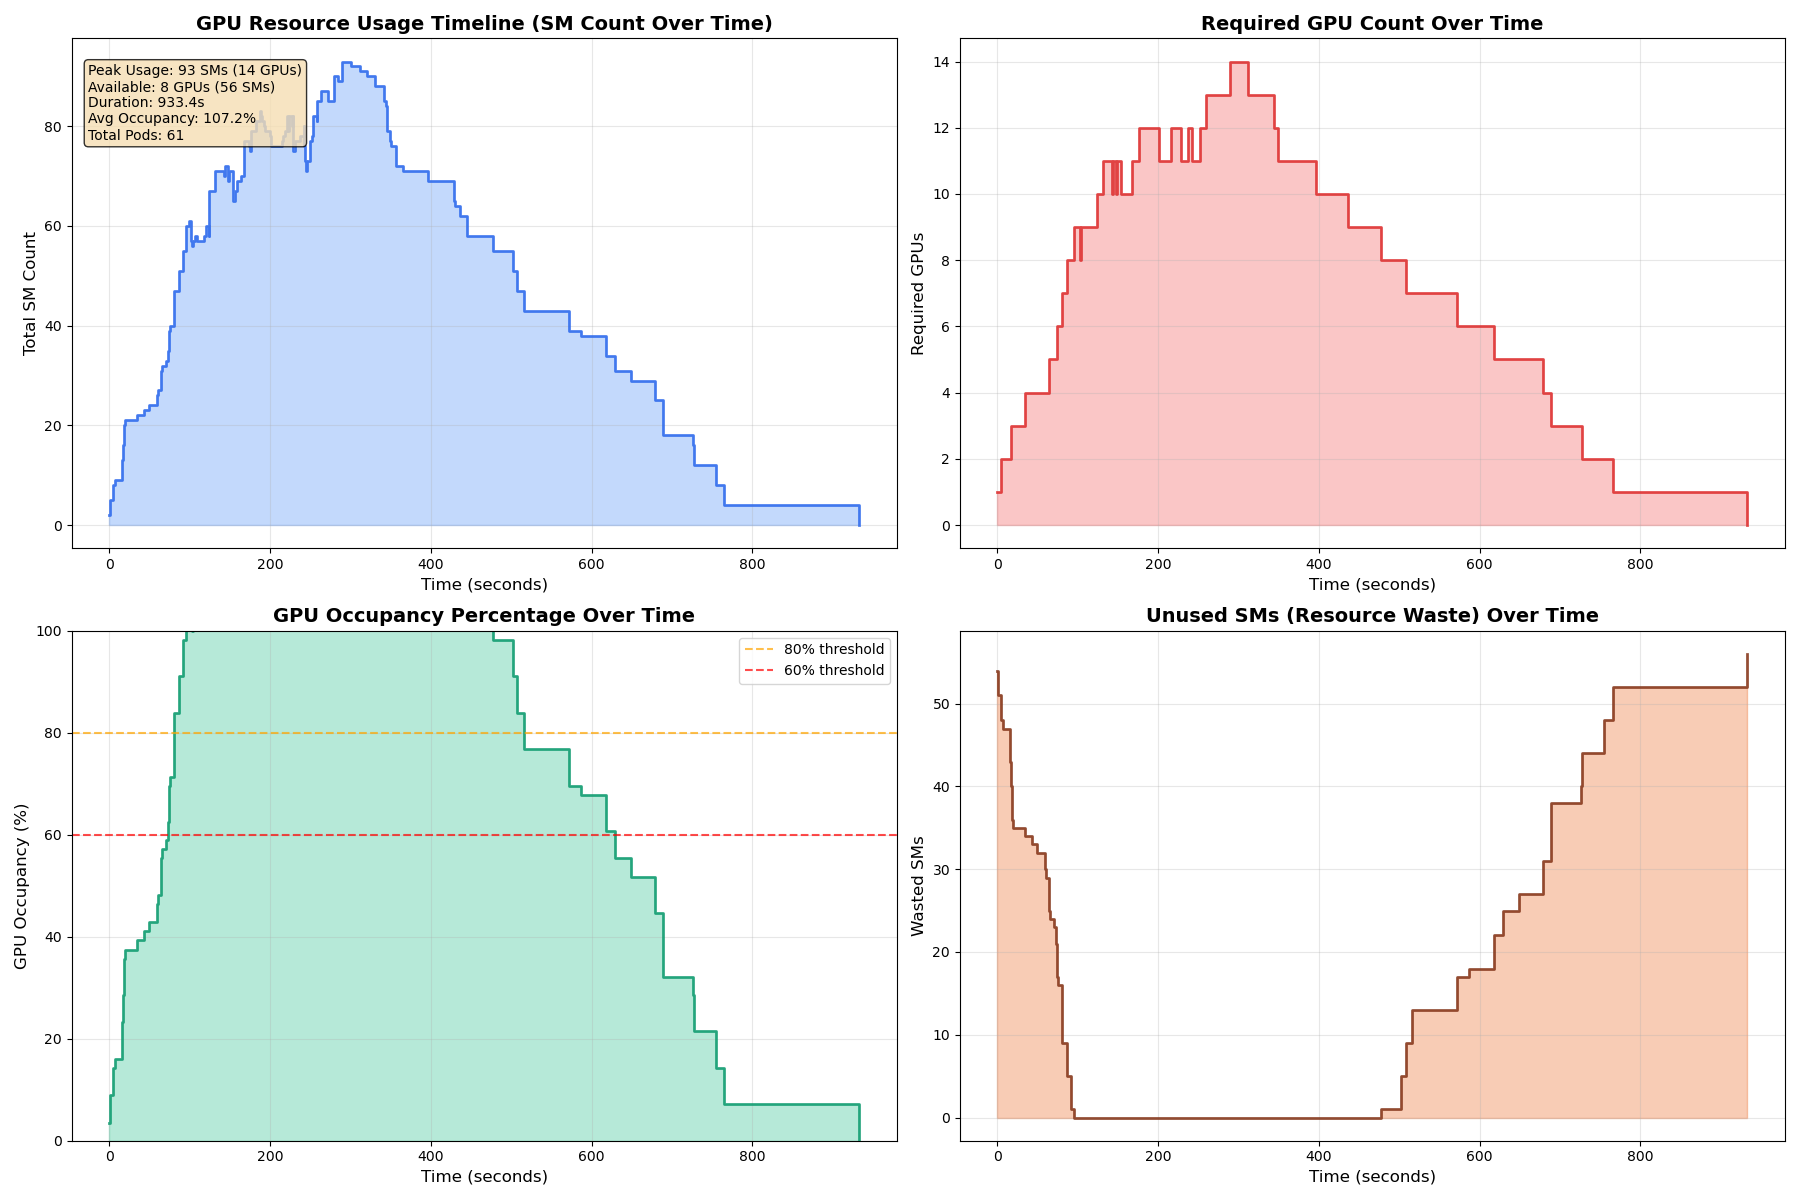 GPU Resource Usage Timeline (SM Count Over Time)
Peak Usage: 93 SMs (14 GPUs)
Available: 8 GPUs (56 SMs)
Duration: 933.4s
Avg Occupancy: 107.2%
Total Pods: 61
Total SM Count
80
60
40
20
0
0 200 400 600 800
Time (seconds)
Required GPU Count Over Time
Required GPUs
14
12
10
8
6
4
2
0
0 200 400 600 800
Time (seconds)
GPU Occupancy Percentage Over Time
80% threshold
60% threshold
GPU Occupancy (%)
100
80
60
40
20
0
0 200 400 600 800
Time (seconds)
Unused SMs (Resource Waste) Over Time
Wasted SMs
50
40
30
20
10
0
0 200 400 600 800
Time (seconds)